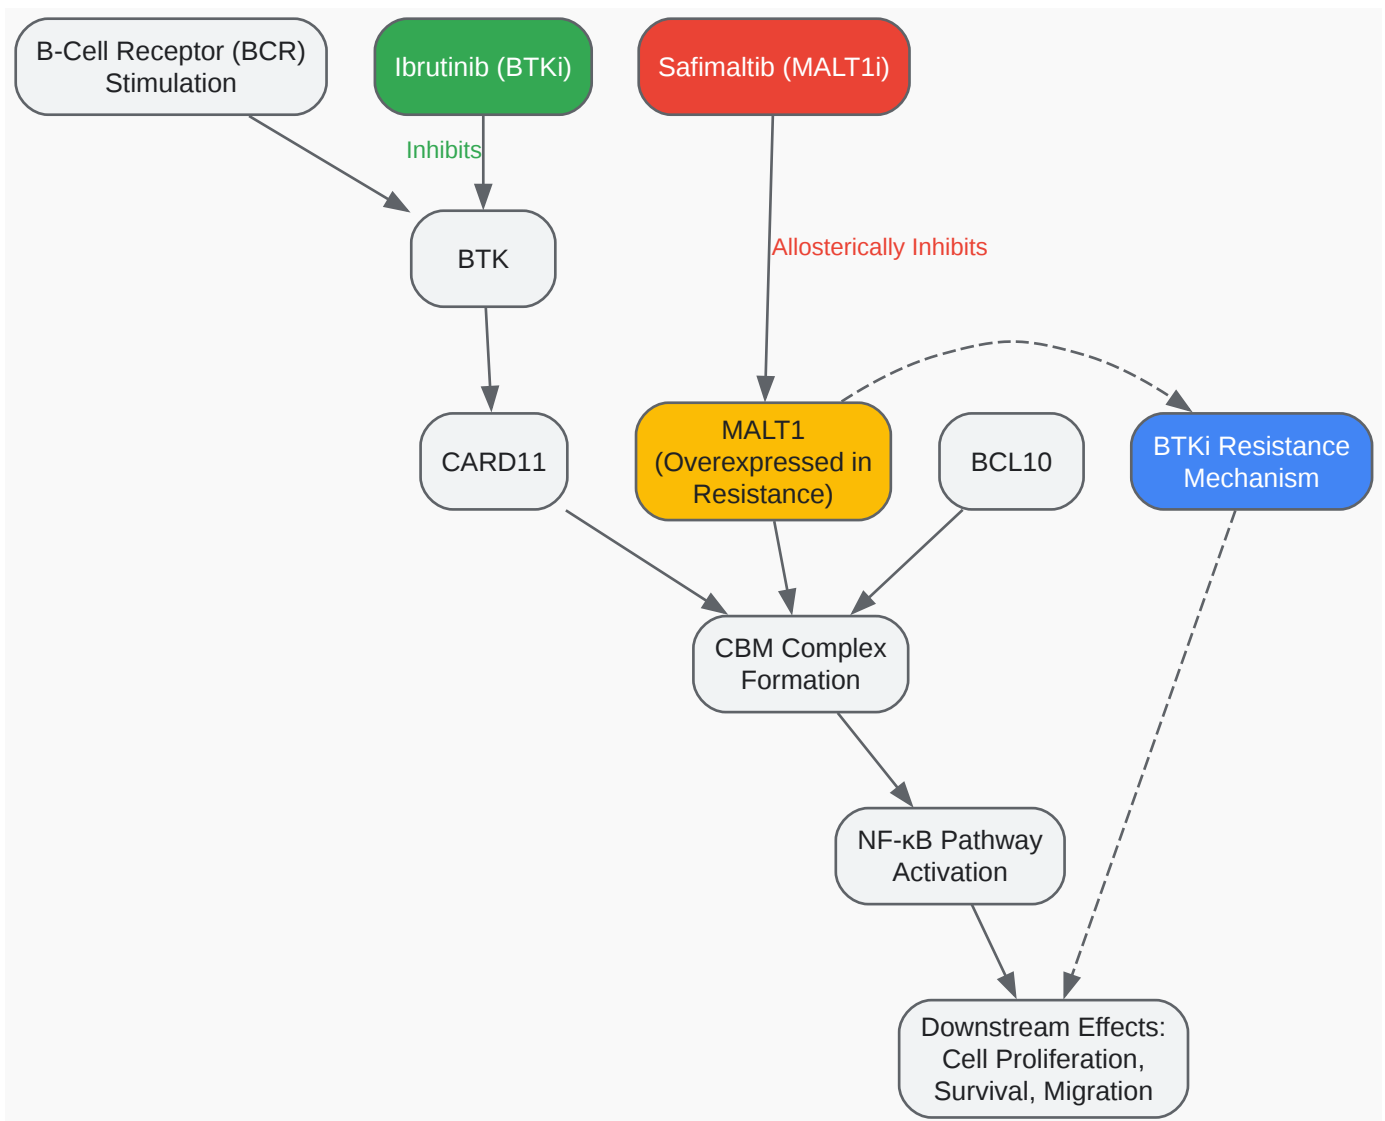 B-Cell Receptor (BCR)
Stimulation
Ibrutinib (BTKi)
Safimaltib (MALT1i)
Inhibits
BTK
Allosterically Inhibits
CARD11
MALT1
(Overexpressed in
Resistance)
BCL10
BTKi Resistance
Mechanism
CBM Complex
Formation
NF-κB Pathway
Activation
Downstream Effects:
Cell Proliferation,
Survival, Migration